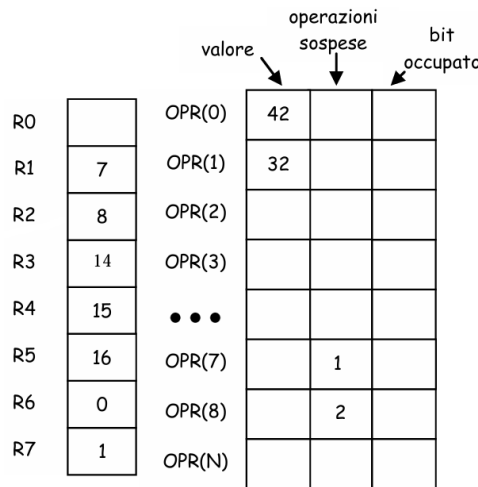 operazioni
sospese
valore
bit
occupato
R0 OPR(0) 42
R1 7 OPR(1) 32
R2 8 OPR(2)
R3 14 OPR(3)
R4 15 • • •
R5 16 OPR(7) 1
R6 0 OPR(8) 2
R7 1 OPR(N)